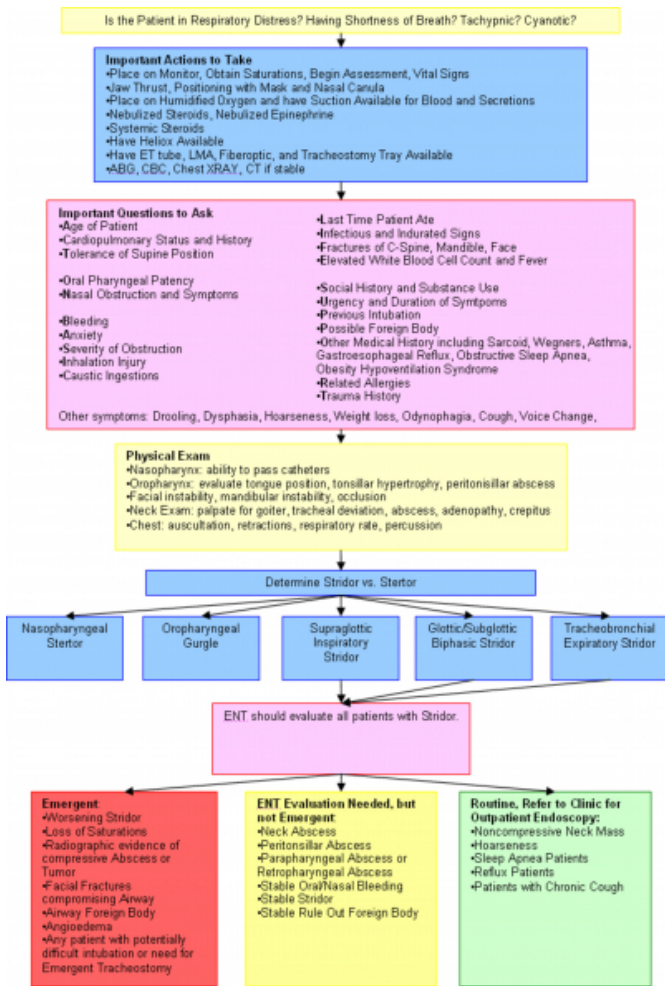 Is the Patient in Respiratory Distress? Having Shortness of Breath? Tachypnic? Cyanotic?
Important Actions to Take
•Place on Monitor, Obtain Saturations, Begin Assessment, Vital Signs
•Jaw Thrust, Positioning with Mask and Nasal Canula
•Place on Humidified Oxygen and have Suction Available for Blood and Secretions
•Nebulized Steroids, Nebulized Epinephrine
•Systemic Steroids
•Have Heliox Available
•Have ET tube, LMA, Fiberoptic, and Tracheostomy Tray Available
•ABG, CBC, Chest XRAY, CT if stable
Important Questions to Ask
•Age of Patient
•Cardiopulmonary Status and History
•Tolerance of Supine Position
•Oral Pharyngeal Patency
•Nasal Obstruction and Symptoms
•Bleeding
•Anxiety
•Severity of Obstruction
•Inhalation Injury
•Caustic Ingestions
•Last Time Patient Ate
•Infectious and Indurated Signs
•Fractures of C-Spine, Mandible, Face
•Elevated White Blood Cell Count and Fever
•Social History and Substance Use
•Urgency and Duration of Symtpoms
•Previous Intubation
•Possible Foreign Body
•Other Medical History including Sarcoid, Wegners, Asthma,
Gastroesophageal Reflux, Obstructive Sleep Apnea,
Obesity Hypoventilation Syndrome
•Related Allergies
•Trauma History
Other symptoms: Drooling, Dysphasia, Hoarseness, Weight loss, Odynophagia, Cough, Voice Change,
Physical Exam
•Nasopharynx: ability to pass catheters
•Oropharynx: evaluate tongue position, tonsillar hypertrophy, peritonisillar abscess
•Facial instability, mandibular instability, occlusion
•Neck Exam: palpate for goiter, tracheal deviation, abscess, adenopathy, crepitus
•Chest: auscultation, retractions, respiratory rate, percussion
Determine Stridor vs. Stertor
Nasopharyngeal
Stertor
Oropharyngeal
Gurgle
Supraglottic
Inspiratory
Stridor
Glottic/Subglottic
Biphasic Stridor
Tracheobronchial
Expiratory Stridor
ENT should evaluate all patients with Stridor.
Emergent:
•Worsening Stridor
•Loss of Saturations
•Radiographic evidence of
compressive Abscess or
Tumor
•Facial Fractures
compromising Airway
•Airway Foreign Body
•Angioedema
•Any patient with potentially
difficult intubation or need for
Emergent Tracheostomy
ENT Evaluation Needed, but
not Emergent:
•Neck Abscess
•Peritonsillar Abscess
•Parapharyngeal Abscess or
Retropharyngeal Abscess
•Stable Oral/Nasal Bleeding
•Stable Stridor
•Stable Rule Out Foreign Body
Routine, Refer to Clinic for
Outpatient Endoscopy:
•Noncompressive Neck Mass
•Hoarseness
•Sleep Apnea Patients
•Reflux Patients
•Patients with Chronic Cough